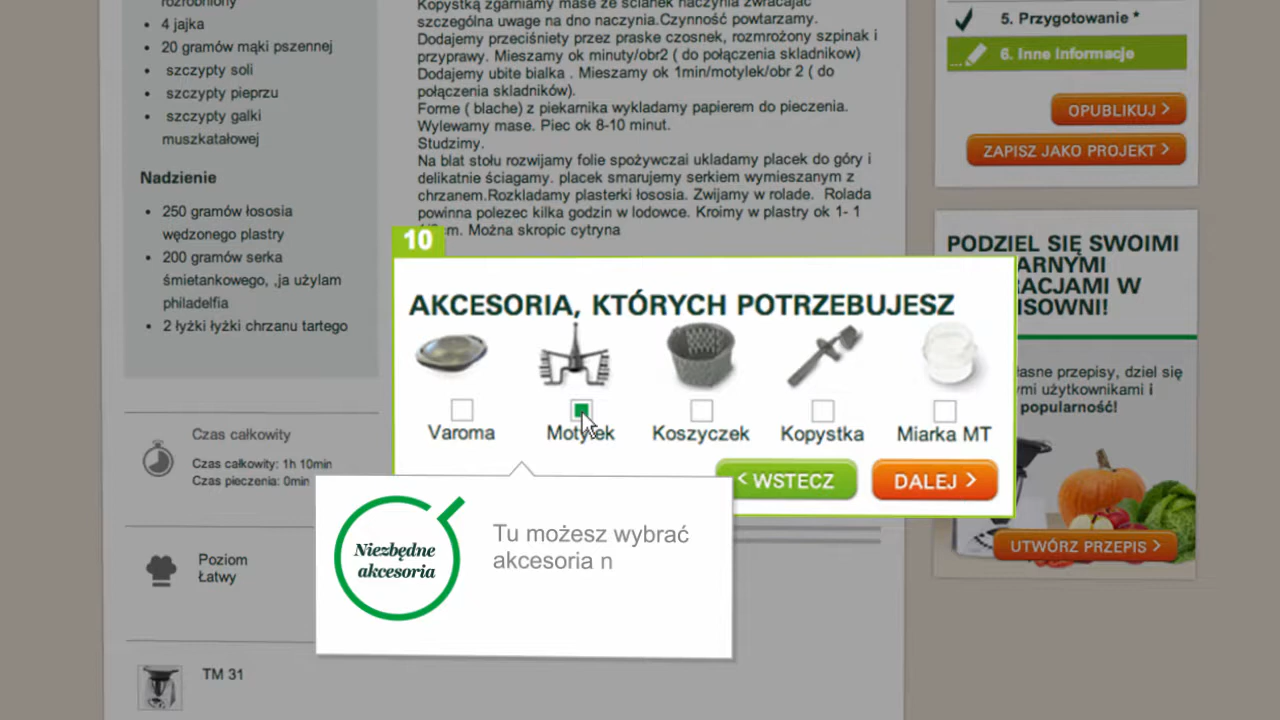 rozrobniony
4 jajka
20 gramów mąki pszennej
szczypty soli
szczypty pieprzu
szczypty galki
muszkatałowej
Nadzienie
250 gramów łososia
wędzonego plastry
200 gramów serka
śmietankowego, ,ja użylam
philadelfia
2 łyżki łyżki chrzanu tartego
Czas całkowity
Czas całkowity: 1h 10min
Czas pieczenia: 0min
Poziom
Łatwy
TM 31
Kopystką zgarniamy mase ze ścianek naczynia zwracając
szczególna uwage na dno naczynia.Czynność powtarzamy.
Dodajemy przeciśniety przez praske czosnek, rozmrożony szpinak i
przyprawy. Mieszamy ok minuty/obr2 ( do połączenia skladnikow)
Dodajemy ubite bialka . Mieszamy ok 1min/motylek/obr 2 ( do
połączenia skladników).
Forme ( blache) z piekarnika wykladamy papierem do pieczenia.
Wylewamy mase. Piec ok 8-10 minut.
Studzimy.
Na blat stołu rozwijamy folie spożywczai ukladamy placek do góry i
delikatnie ściagamy. placek smarujemy serkiem wymieszanym z
chrzanem.Rozkladamy plasterki łososia. Zwijamy w rolade. Rolada
powinna polezec kilka godzin w lodowce. Kroimy w plastry ok 1- 1
cm. Można skropic cytryna
10
AKCESORIA, KTÓRYCH POTRZEBUJESZ
Varoma Motylek Koszyczek Kopystka Miarka MT
< WSTECZ DALEJ >
Niezbędne
akcesoria
Tu możesz wybrać
akcesoria n
5. Przygotowanie *
... 6. Inne Informacje
OPUBLIKUJ >
ZAPISZ JAKO PROJEKT >
PODZIEL SIĘ SWOIMI
ARNYMI
RACJAMI W
ISOWNI!
asne przepisy, dziel się
ymi użytkownikami i
popularność!
UTWÓRZ PRZEPIS >